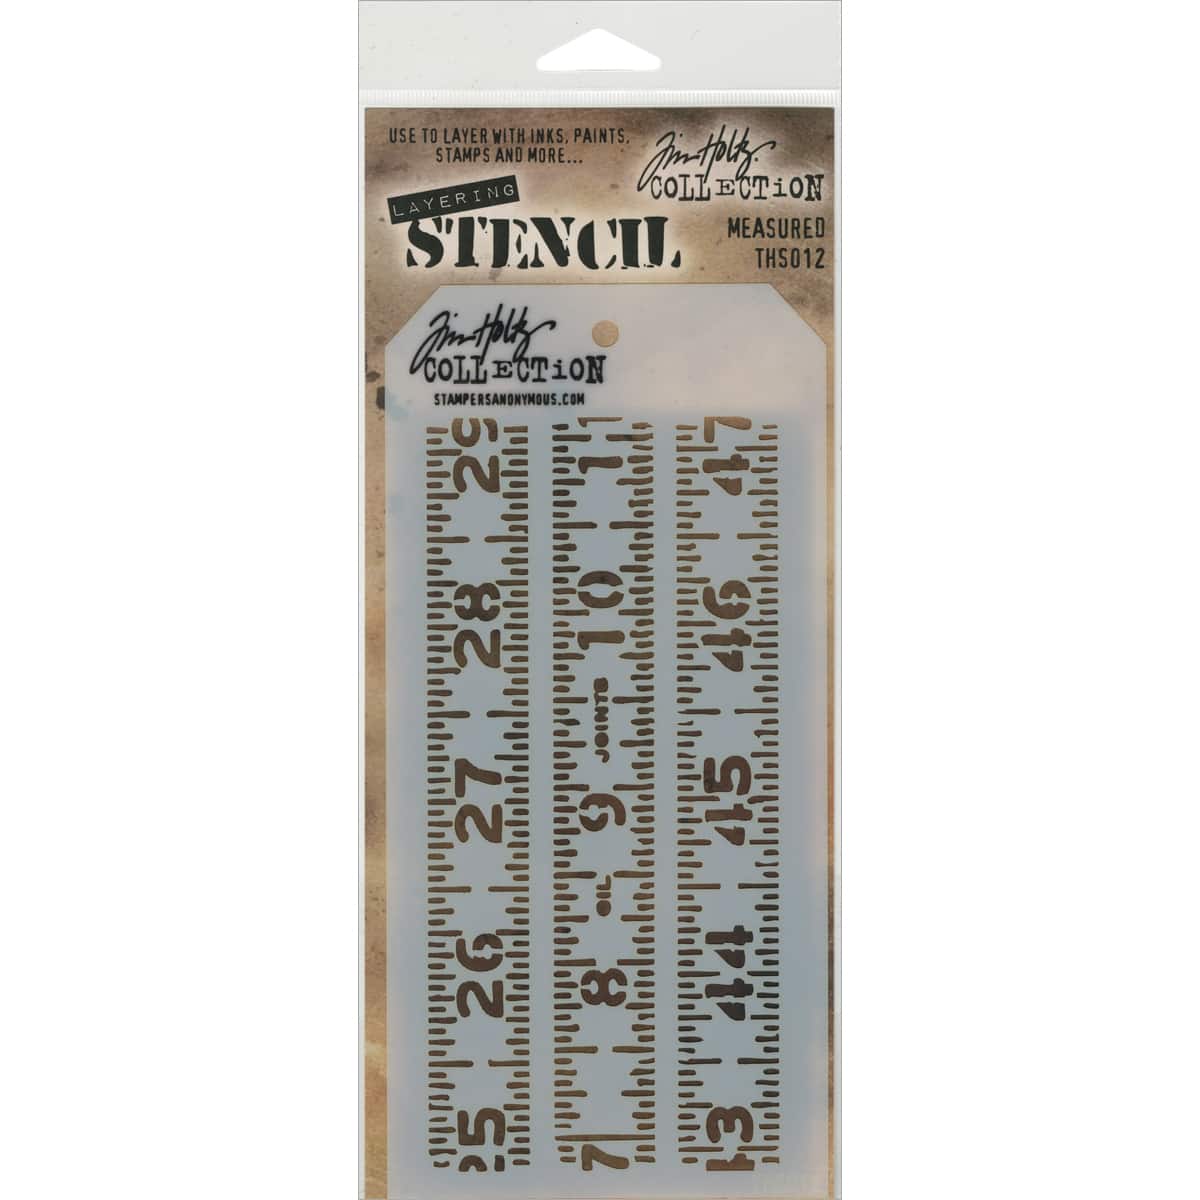 USE TO LAYER WITH INKS, PAINTS,
STAMPS AND MORE...
LAYERING
STENCIL
Tim Holtz.
COLLECTiON
MEASURED
THS012
Tim Holtz
COLLECTiON
STAMPERSANONYMOUS.COM
29
28
27
26
25
11
10
JOINTS
9
OIL
8
7
47
46
45
44
43